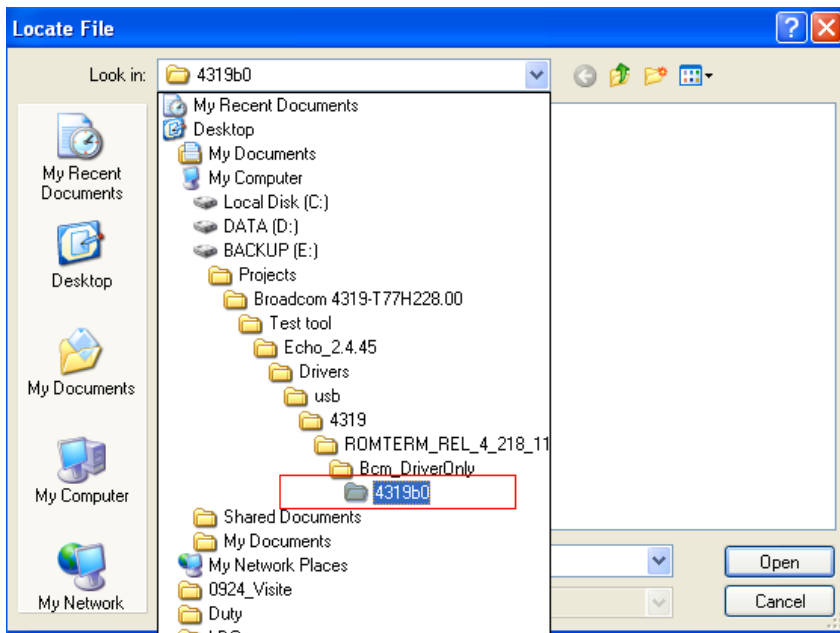 Locate File
Look in:
4319b0
My Recent Documents
Desktop
My Documents
My Computer
Local Disk (C:)
DATA (D:)
BACKUP (E:)
Projects
Broadcom 4319-T77H228.00
Test tool
Echo_2.4.45
Drivers
usb
4319
ROMTERM_REL_4_218_11
Bcm_DriverOnly
4319b0
Shared Documents
My Documents
My Network Places
0924_Visite
Duty
My Recent
Documents
Desktop
My Documents
My Computer
My Network
Open
Cancel